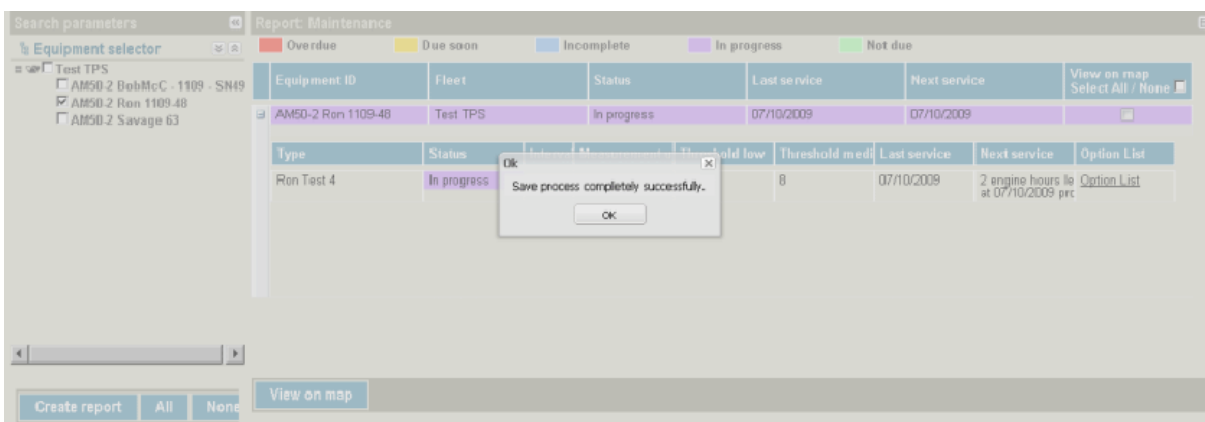 Search parameters
Report: Maintenance
Equipment selector
Overdue
Due soon
Incomplete
In progress
Not due
Test TPS
AM50-2 BobMcC - 1109 - SN49
AM50-2 Ron 1109-48
AM50-2 Savage 63
Equipment ID
Fleet
Status
Last service
Next service
View on map
Select All / None
AM50-2 Ron 1109-48
Test TPS
In progress
07/10/2009
07/10/2009
Type
Status
Threshold low
Threshold medi
Last service
Next service
Option List
Ron Test 4
In progress
8
07/10/2009
2 engine hours
at 07/10/2009
Option List
Ok
Save process completely successfully.
OK
Create report
All
None
View on map